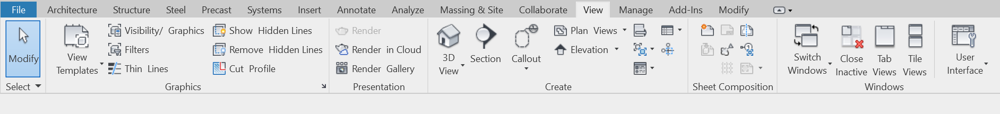 File Architecture Structure Steel Precast Systems Insert Annotate Analyze Massing & Site Collaborate View Manage Add-Ins Modify
Modify
Select
View
Templates
Visibility/ Graphics
Filters
Thin Lines
Show Hidden Lines
Remove Hidden Lines
Cut Profile
Graphics
Render
Render in Cloud
Render Gallery
Presentation
3D
View
Section
Callout
Plan Views
Elevation
Create
Sheet Composition
Switch
Windows
Close
Inactive
Tab
Views
Tile
Views
User
Interface
Windows